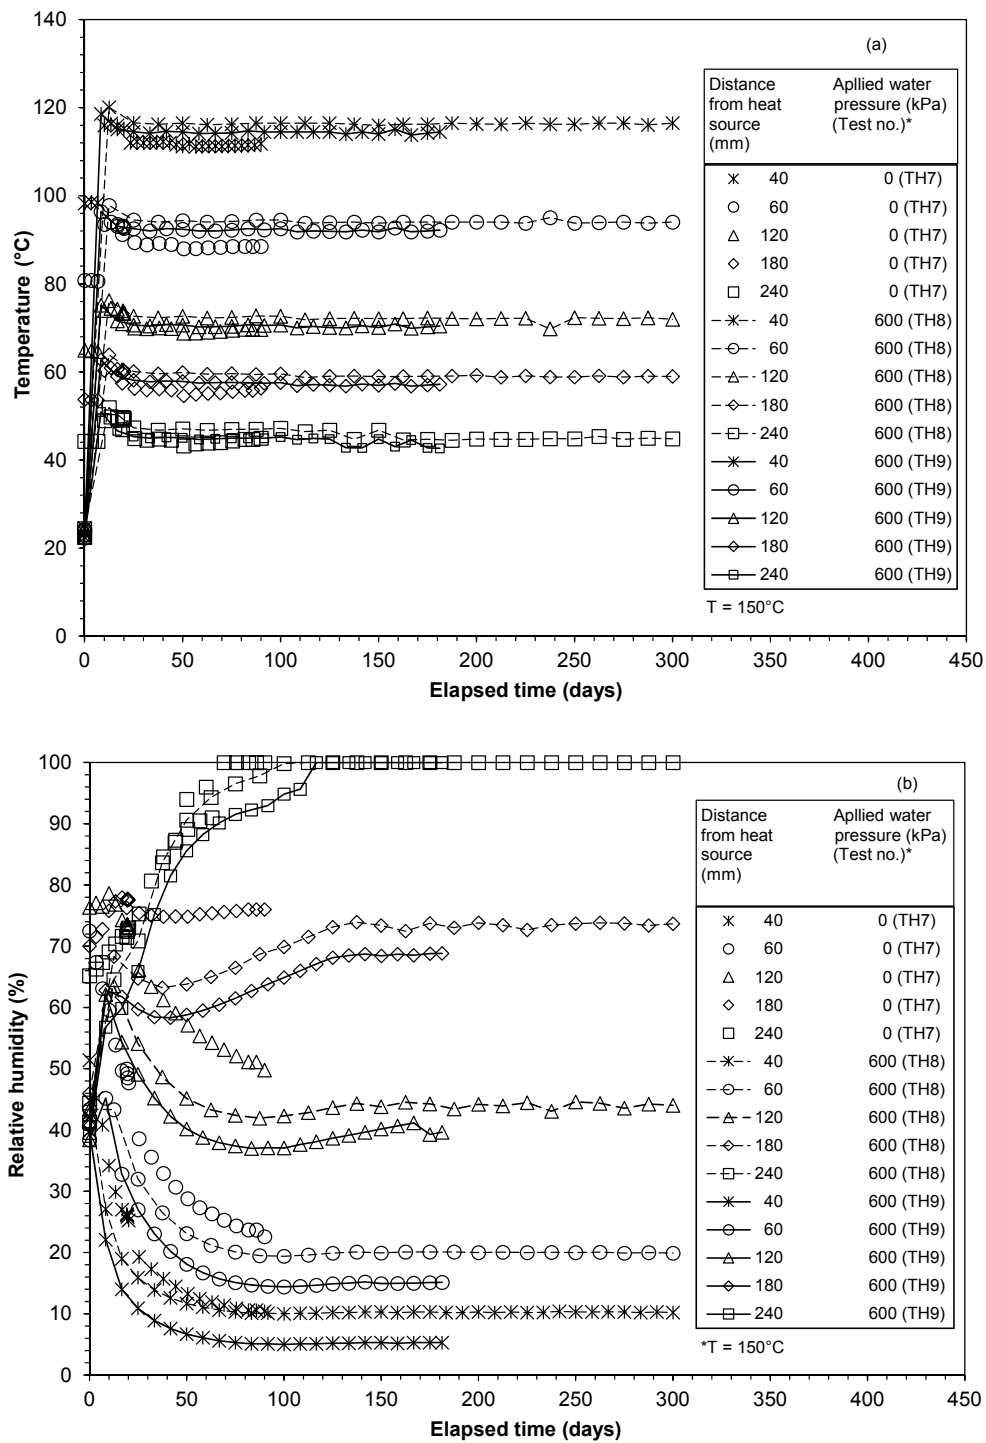 (a)
140
120
100
80
60
40
20
0
Temperature (°C)
0 50 100 150 200 250 300 350 400 450
Elapsed time (days)
Distance from heat source (mm) Apllied water pressure (kPa) (Test no.)*
40 0 (TH7)
60 0 (TH7)
120 0 (TH7)
180 0 (TH7)
240 0 (TH7)
40 600 (TH8)
60 600 (TH8)
120 600 (TH8)
180 600 (TH8)
240 600 (TH8)
40 600 (TH9)
60 600 (TH9)
120 600 (TH9)
180 600 (TH9)
240 600 (TH9)
T = 150°C
(b)
100
90
80
70
60
50
40
30
20
10
0
Relative humidity (%)
0 50 100 150 200 250 300 350 400 450
Elapsed time (days)
Distance from heat source (mm) Apllied water pressure (kPa) (Test no.)*
40 0 (TH7)
60 0 (TH7)
120 0 (TH7)
180 0 (TH7)
240 0 (TH7)
40 600 (TH8)
60 600 (TH8)
120 600 (TH8)
180 600 (TH8)
240 600 (TH8)
40 600 (TH9)
60 600 (TH9)
120 600 (TH9)
180 600 (TH9)
240 600 (TH9)
*T = 150°C